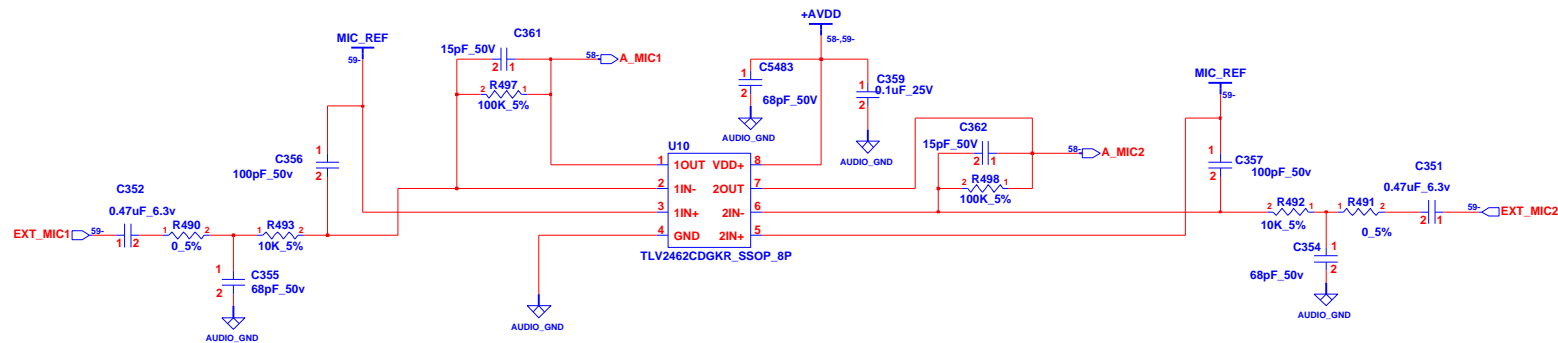 +AVDD
58-,59-
MIC_REF
59-
C361
15pF_50V
2 1
58- A_MIC1
2 R497 1
100K_5%
1
C5483
2
68pF_50V
AUDIO_GND
1
C359
0.1uF_25V
2
AUDIO_GND
MIC_REF
59-
C362
15pF_50V
2 1
58- A_MIC2
2 R498 1
100K_5%
U10
1 1OUT VDD+ 8
2 1IN- 2OUT 7
3 1IN+ 2IN- 6
4 GND 2IN+ 5
TLV2462CDGKR_SSOP_8P
1
C356
100pF_50v
2
1
C357
100pF_50v
2
C352
0.47uF_6.3v
EXT_MIC1 59-
1 2
1 R490 2
0_5%
1 R493 2
10K_5%
1
C355
2 68pF_50v
AUDIO_GND
AUDIO_GND
C351
0.47uF_6.3v
2 R492 1
10K_5%
2 R491 1
0_5%
2 1
59- EXT_MIC2
C354
1
2
68pF_50v
AUDIO_GND